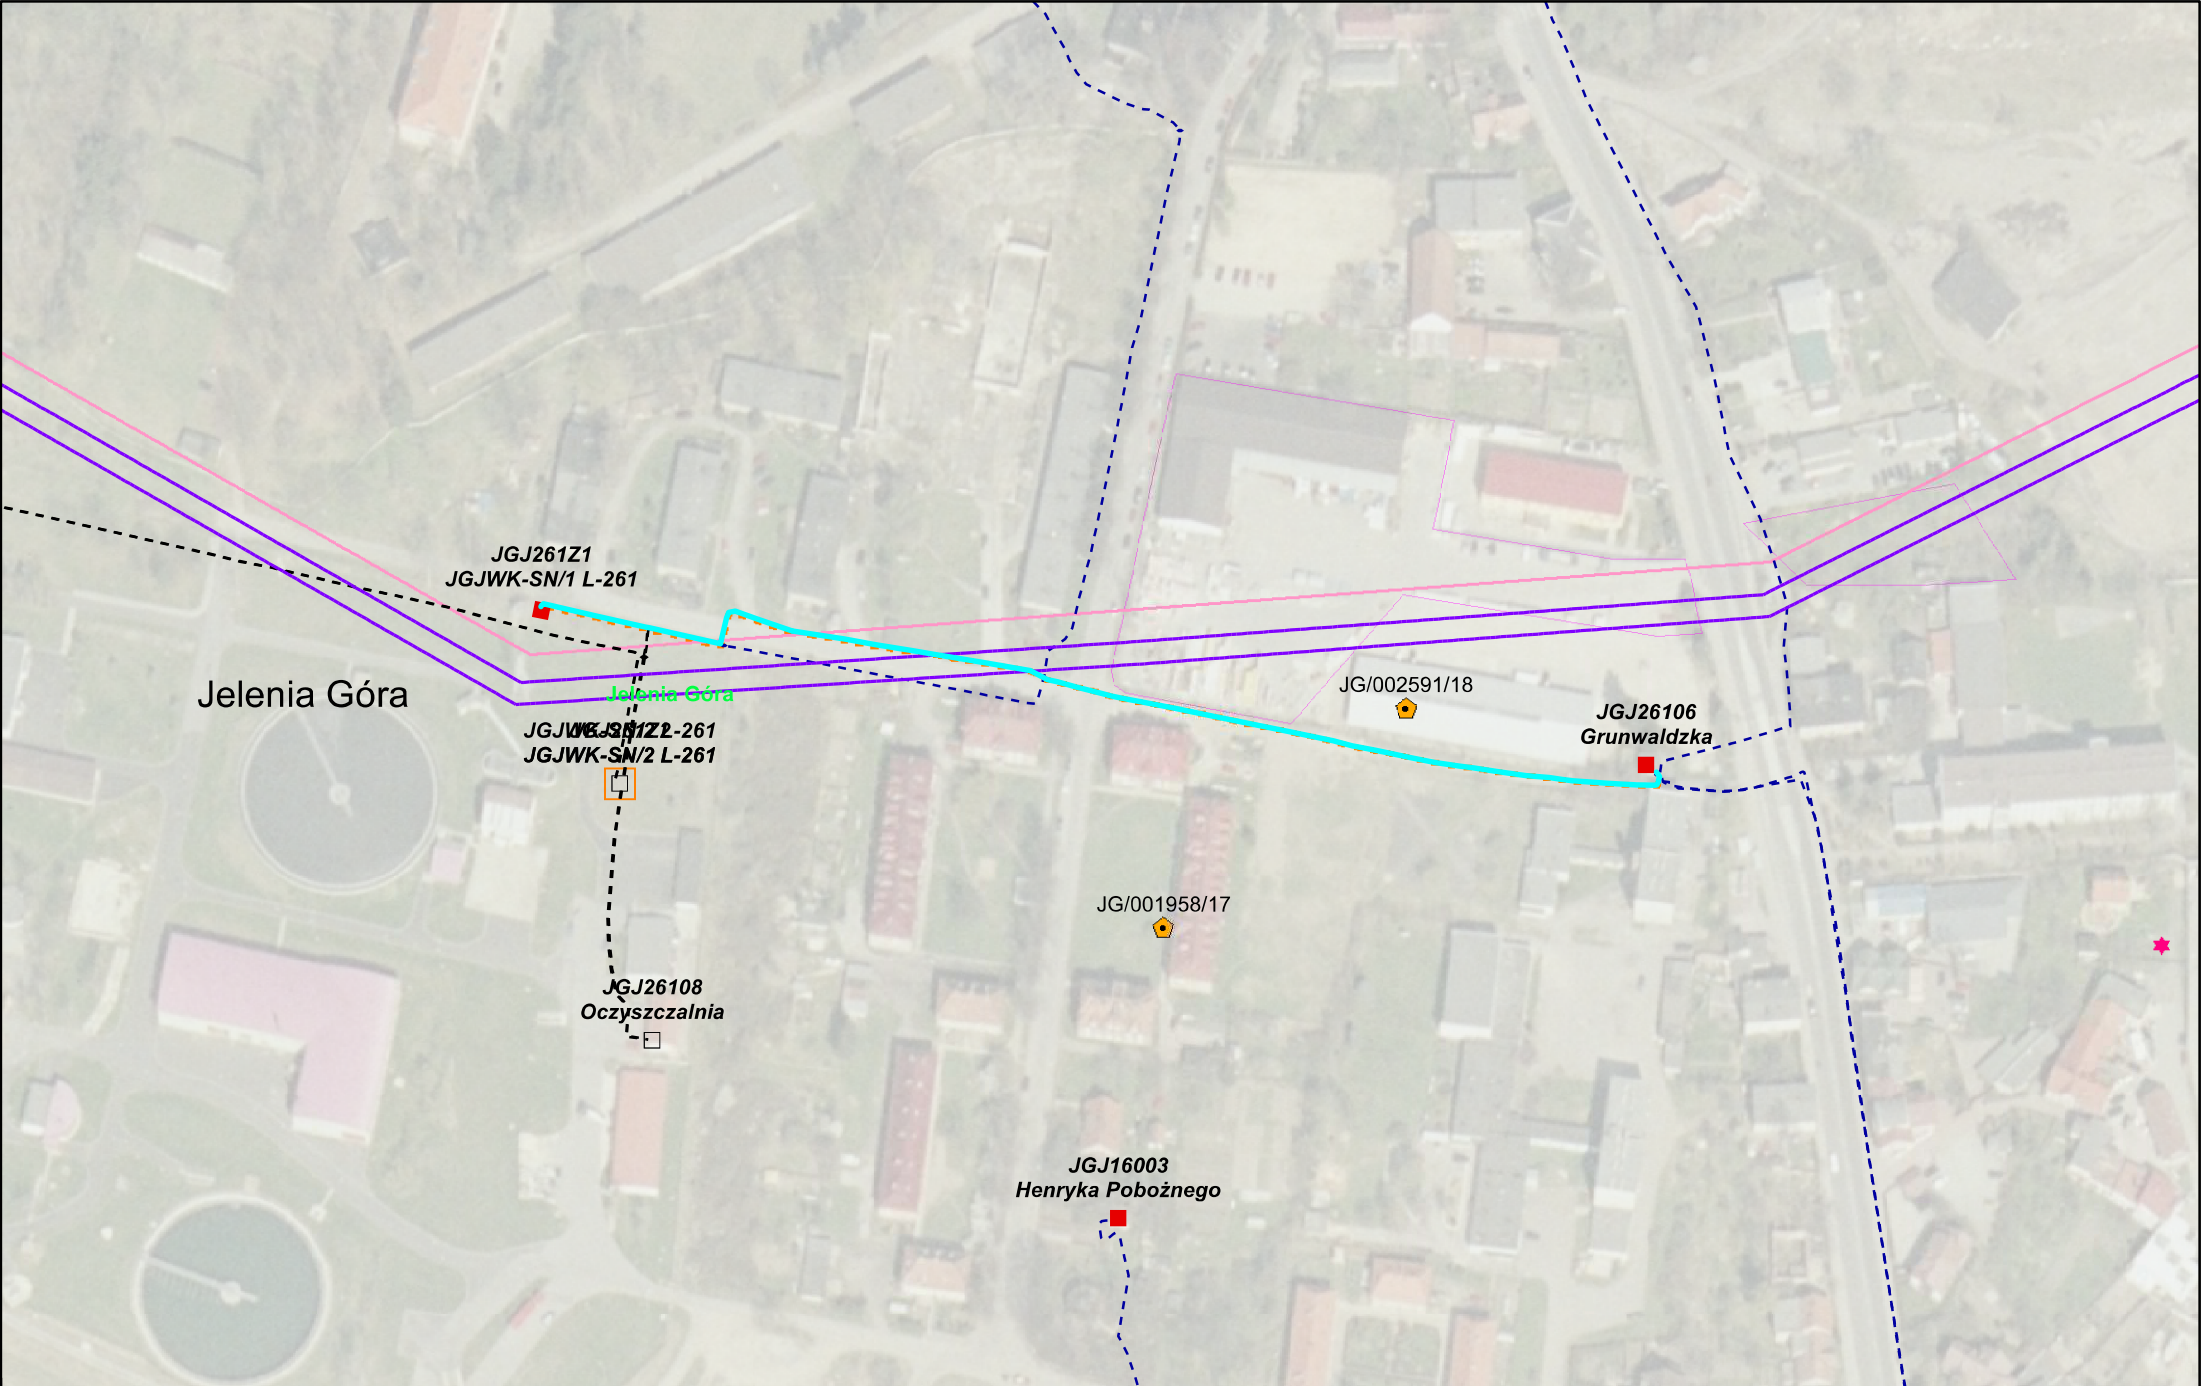 JGJ261Z1
JGJWK-SN/1 L-261
Jelenia Góra
Jelenia Góra
JG/002591/18
JGJ26106
Grunwaldzka
JGJWK-SN/2 L-261
JG/001958/17
JGJ26108
Oczyszczalnia
JGJ16003
Henryka Pobożnego